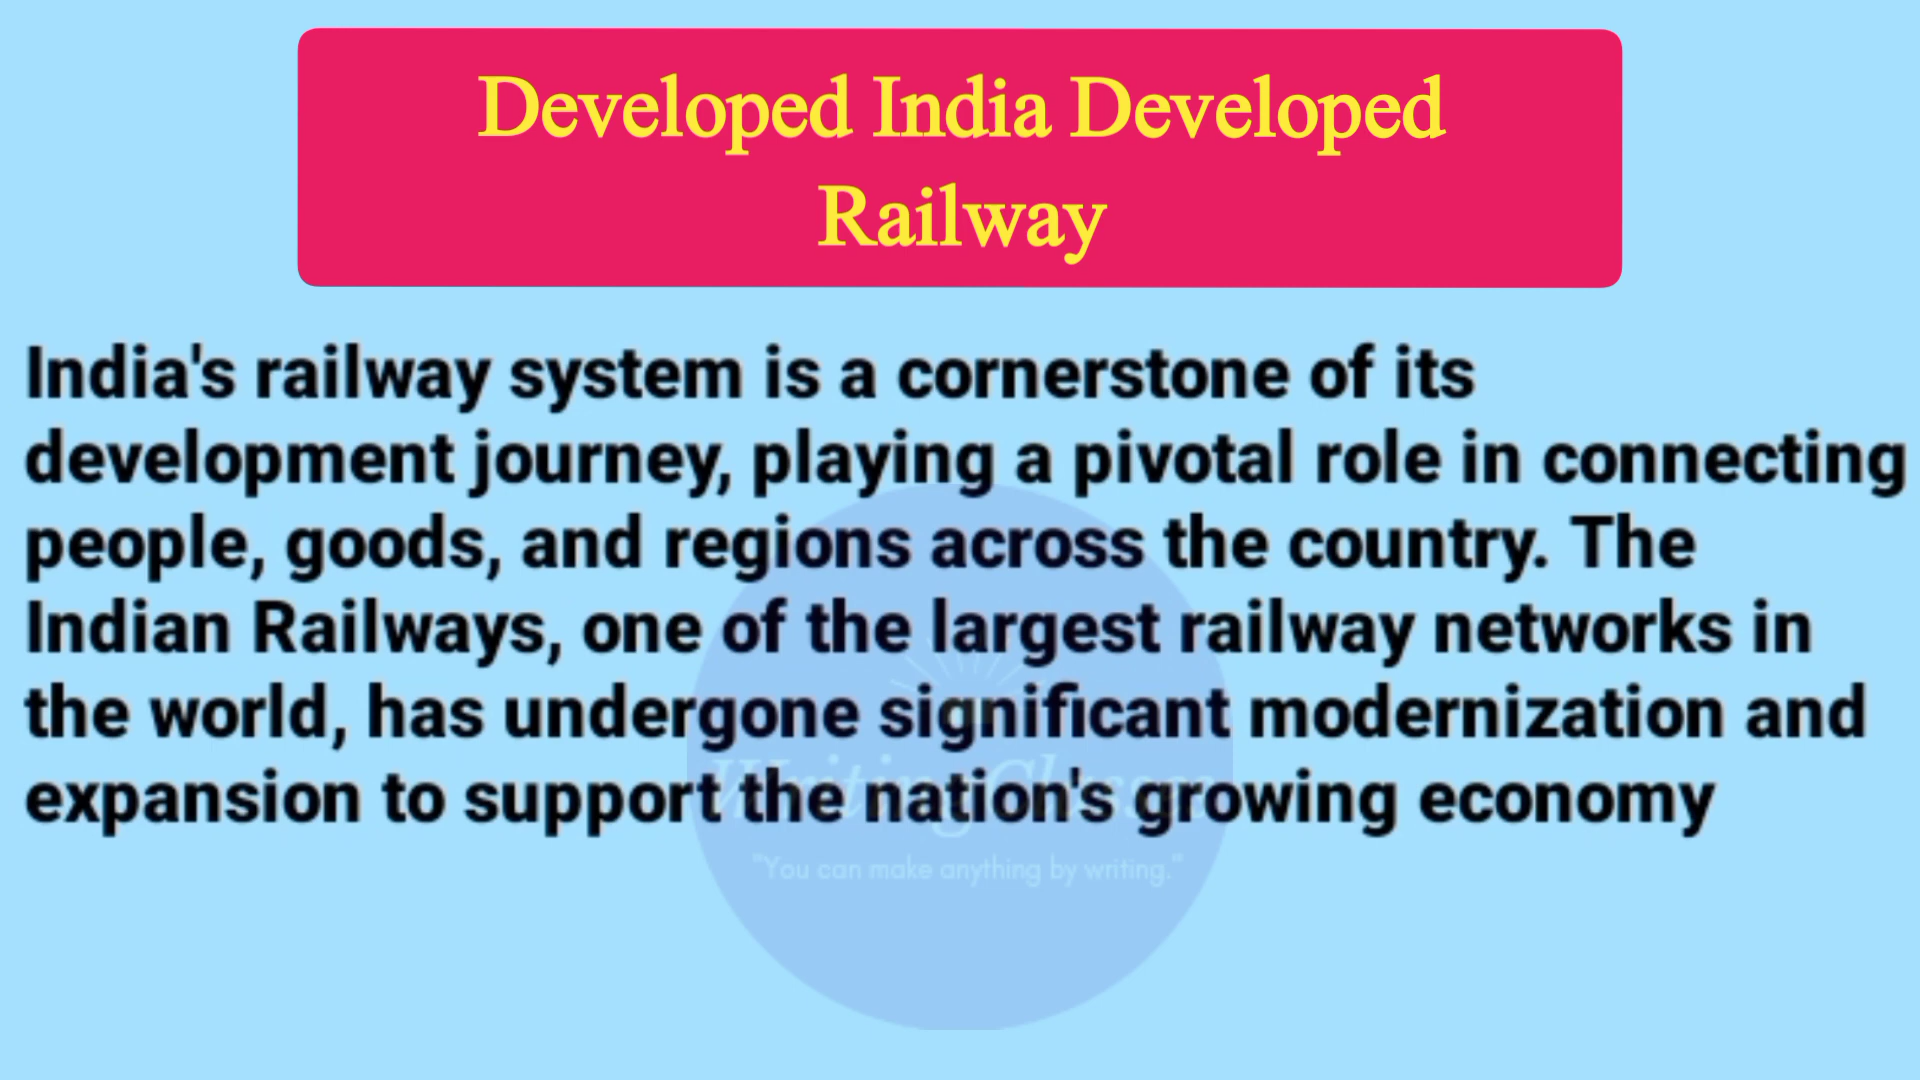 Developed India Developed
Railway
India's railway system is a cornerstone of its
development journey, playing a pivotal role in connecting
people, goods, and regions across the country. The
Indian Railways, one of the largest railway networks in
the world, has undergone significant modernization and
expansion to support the nation's growing economy
Writing Classes
"You can make anything by writing."